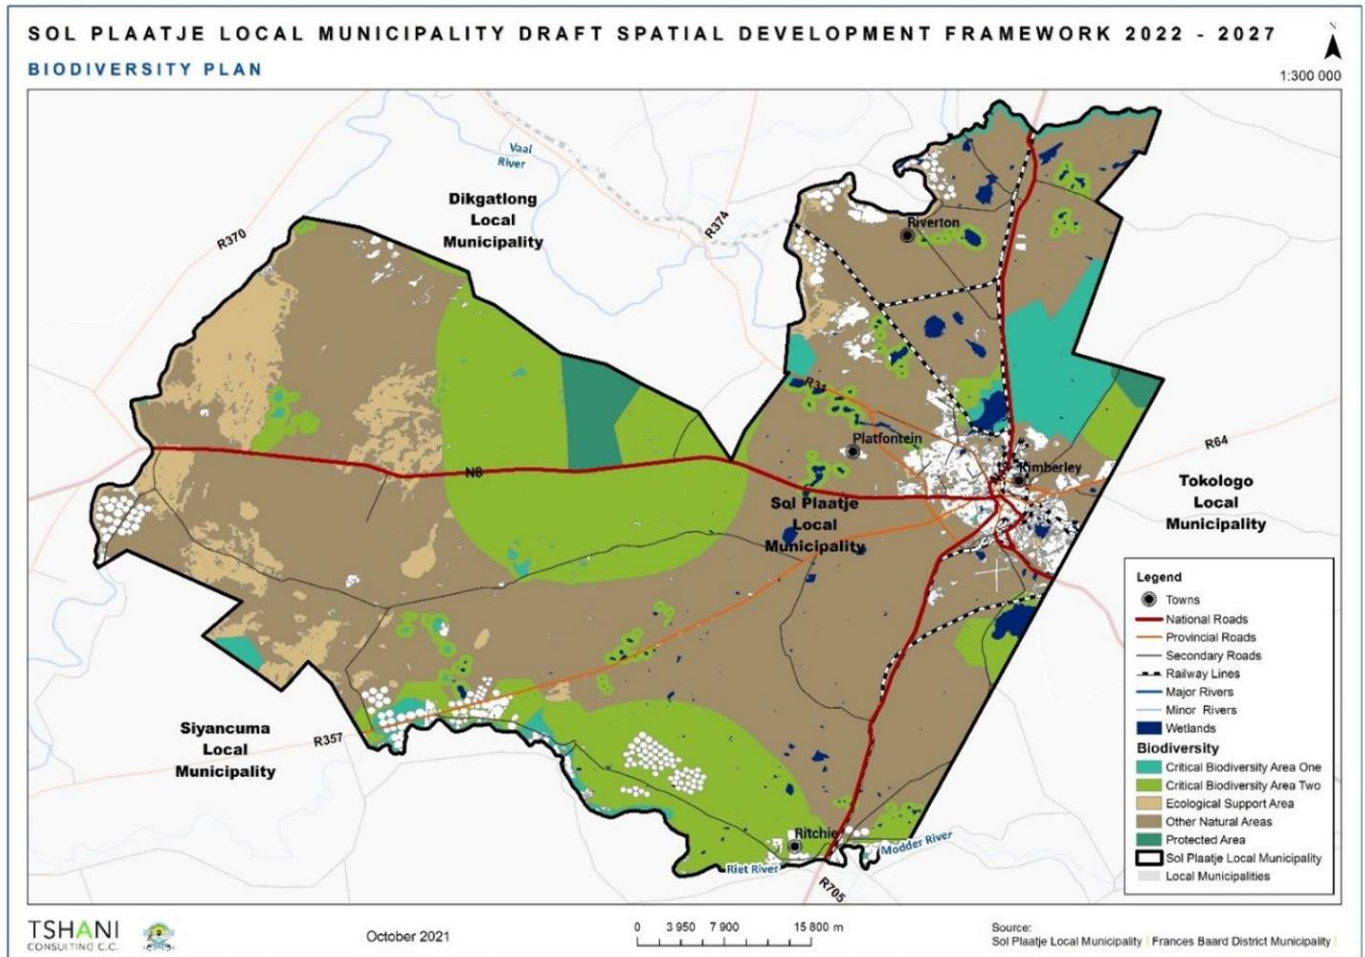 SOL PLAATJE LOCAL MUNICIPALITY DRAFT SPATIAL DEVELOPMENT FRAMEWORK 2022 - 2027
BIODIVERSITY PLAN
N
1:300 000
Vaal
River
Dikgatlong
Local
Municipality
R370
R374
Riverton
R31
Platfontein
Kimberley
R64
N8
Sol Plaatje
Local
Municipality
Tokologo
Local
Municipality
Siyancuma
Local
Municipality
R357
Ritchie
Riet River
Modder River
R705
Legend
Towns
National Roads
Provincial Roads
Secondary Roads
Railway Lines
Major Rivers
Minor Rivers
Wetlands
Biodiversity
Critical Biodiversity Area One
Critical Biodiversity Area Two
Ecological Support Area
Other Natural Areas
Protected Area
Sol Plaatje Local Municipality
Local Municipalities
TSHANI
CONSULTING C.C.
October 2021
0 3 950 7 900 15 800 m
Source:
Sol Plaatje Local Municipality | Frances Baard District Municipality |